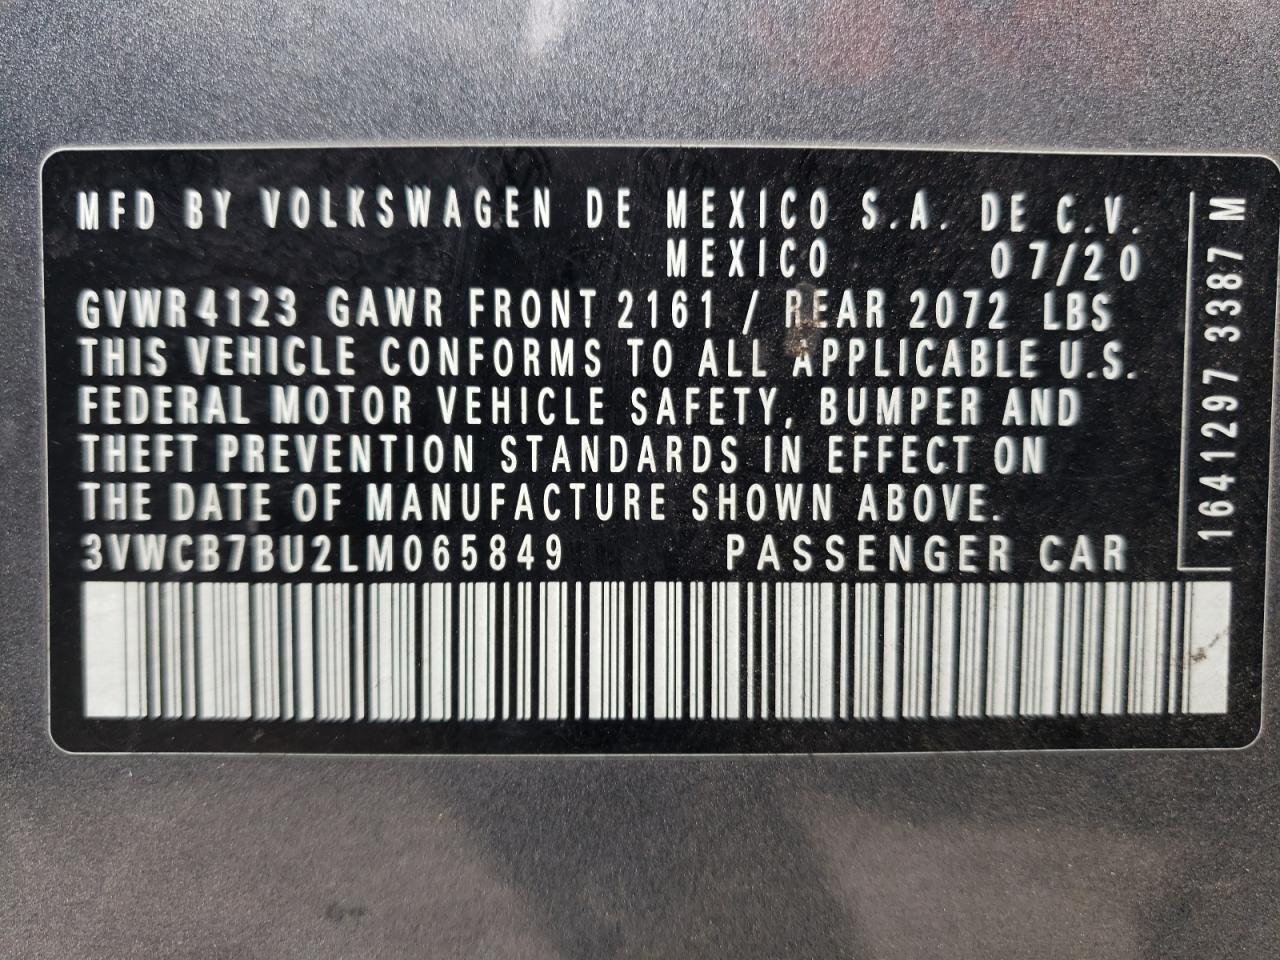 MFD BY VOLKSWAGEN DE MEXICO S.A. DE C.V.
MEXICO 07/20
GVWR 4123 GAWR FRONT 2161 / REAR 2072 LBS
THIS VEHICLE CONFORMS TO ALL APPLICABLE U.S.
FEDERAL MOTOR VEHICLE SAFETY, BUMPER AND
THEFT PREVENTION STANDARDS IN EFFECT ON
THE DATE OF MANUFACTURE SHOWN ABOVE.
3VWCB7BU2LM065849 PASSENGER CAR
1641297 3387 M